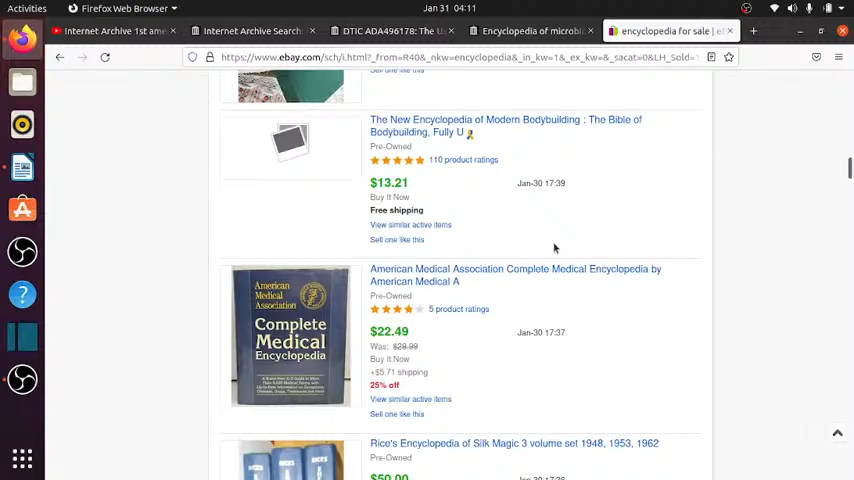 Activities
Firefox Web Browser
Jan 31 04:11
Internet Archive 1st ame
Internet Archive Search:
DTIC ADA496178: The U
Encyclopedia of microbi
encyclopedia for sale | eB
https://www.ebay.com/sch/i.html?_from=R40&_nkw=encyclopedia&_in_kw=1&_ex_kw=&_sacat=0&LH_Sold=
Sell one like this
The New Encyclopedia of Modern Bodybuilding : The Bible of
Bodybuilding, Fully U
Pre-Owned
110 product ratings
$13.21
Jan-30 17:39
Buy It Now
Free shipping
View similar active items
Sell one like this
American Medical Association Complete Medical Encyclopedia by
American Medical A
Pre-Owned
5 product ratings
$22.49
Jan-30 17:37
Was: $29.99
Buy It Now
+$5.71 shipping
25% off
View similar active items
Sell one like this
American
Medical
Association
Complete
Medical
Encyclopedia
Rice's Encyclopedia of Silk Magic 3 volume set 1948, 1953, 1962
Pre-Owned
$50.00
Jan-30 17:36
RICE'S